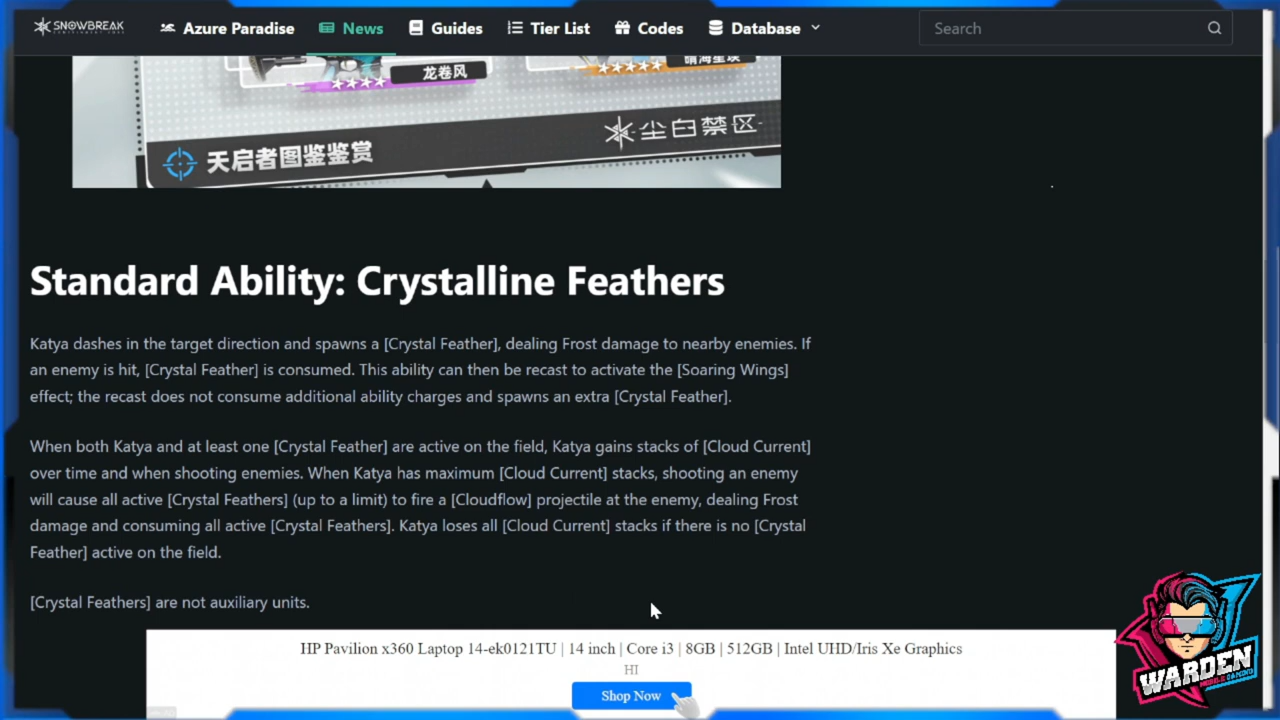 SNOWBREAK
Azure Paradise
News
Guides
Tier List
Codes
Database
Search
龙卷风
晴海星埃
尘白禁区
天启者图鉴鉴赏
Standard Ability: Crystalline Feathers
Katya dashes in the target direction and spawns a [Crystal Feather], dealing Frost damage to nearby enemies. If
an enemy is hit, [Crystal Feather] is consumed. This ability can then be recast to activate the [Soaring Wings]
effect; the recast does not consume additional ability charges and spawns an extra [Crystal Feather].
When both Katya and at least one [Crystal Feather] are active on the field, Katya gains stacks of [Cloud Current]
over time and when shooting enemies. When Katya has maximum [Cloud Current] stacks, shooting an enemy
will cause all active [Crystal Feathers] (up to a limit) to fire a [Cloudflow] projectile at the enemy, dealing Frost
damage and consuming all active [Crystal Feathers]. Katya loses all [Cloud Current] stacks if there is no [Crystal
Feather] active on the field.
[Crystal Feathers] are not auxiliary units.
HP Pavilion x360 Laptop 14-ek0121TU | 14 inch | Core i3 | 8GB | 512GB | Intel UHD/Iris Xe Graphics
HI
Shop Now
WARDEN
MOBILE GAMING